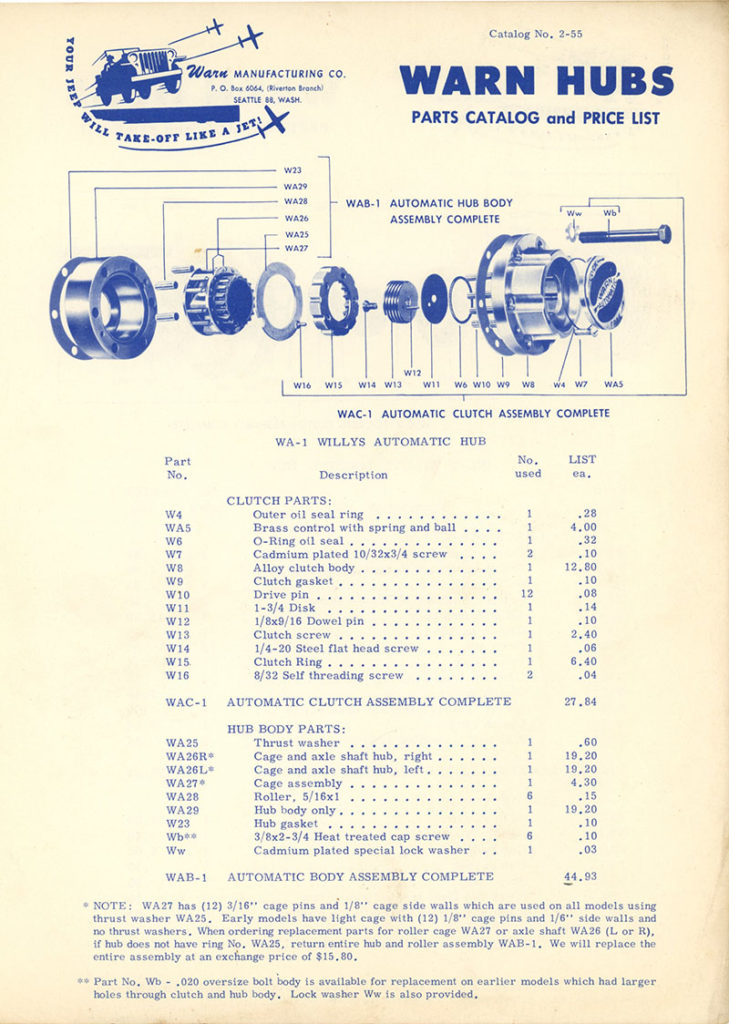 Catalog No. 2-55
YOUR JEEP WILL TAKE-OFF LIKE A JET!
Warn MANUFACTURING CO.
P. O. Box 6064, (Riverton Branch)
SEATTLE 88, WASH.
WARN HUBS
PARTS CATALOG and PRICE LIST
W23
WA29
WA28
WA26
WA25
WA27
WAB-1 AUTOMATIC HUB BODY
ASSEMBLY COMPLETE
Ww Wb
W16 W15 W14 W13 W12 W11 W6 W10 W9 W8 W4 W7 WA5
WAC-1 AUTOMATIC CLUTCH ASSEMBLY COMPLETE
WA-1 WILLYS AUTOMATIC HUB
Part No. Description No. used LIST ea.
CLUTCH PARTS:
W4 Outer oil seal ring . . . . . . . . . . . . 1 .28
WA5 Brass control with spring and ball . . . . 1 4.00
W6 O-Ring oil seal . . . . . . . . . . . . . . 1 .32
W7 Cadmium plated 10/32x3/4 screw . . . . 2 .10
W8 Alloy clutch body . . . . . . . . . . . . . 1 12.80
W9 Clutch gasket . . . . . . . . . . . . . . . 1 .10
W10 Drive pin . . . . . . . . . . . . . . . . . 12 .08
W11 1-3/4 Disk . . . . . . . . . . . . . . . . 1 .14
W12 1/8x9/16 Dowel pin . . . . . . . . . . . . 1 .10
W13 Clutch screw . . . . . . . . . . . . . . . 1 2.40
W14 1/4-20 Steel flat head screw . . . . . . . 1 .06
W15 Clutch Ring . . . . . . . . . . . . . . . . 1 6.40
W16 8/32 Self threading screw . . . . . . . . 2 .04
WAC-1 AUTOMATIC CLUTCH ASSEMBLY COMPLETE 27.84
HUB BODY PARTS:
WA25 Thrust washer . . . . . . . . . . . . . . 1 .60
WA26R* Cage and axle shaft hub, right . . . . . . 1 19.20
WA26L* Cage and axle shaft hub, left . . . . . . . 1 19.20
WA27* Cage assembly . . . . . . . . . . . . . . 1 4.30
WA28 Roller, 5/16x1 . . . . . . . . . . . . . . 6 .15
WA29 Hub body only . . . . . . . . . . . . . . . 1 19.20
W23 Hub gasket . . . . . . . . . . . . . . . . 1 .10
Wb** 3/8x2-3/4 Heat treated cap screw . . . . 6 .10
Ww Cadmium plated special lock washer . . 1 .03
WAB-1 AUTOMATIC BODY ASSEMBLY COMPLETE 44.93
* NOTE: WA27 has (12) 3/16" cage pins and 1/8" cage side walls which are used on all models using
thrust washer WA25. Early models have light cage with (12) 1/8" cage pins and 1/6" side walls and
no thrust washers. When ordering replacement parts for roller cage WA27 or axle shaft WA26 (L or R),
if hub does not have ring No. WA25, return entire hub and roller assembly WAB-1. We will replace the
entire assembly at an exchange price of $15.80.
** Part No. Wb - .020 oversize bolt body is available for replacement on earlier models which had larger
holes through clutch and hub body. Lock washer Ww is also provided.